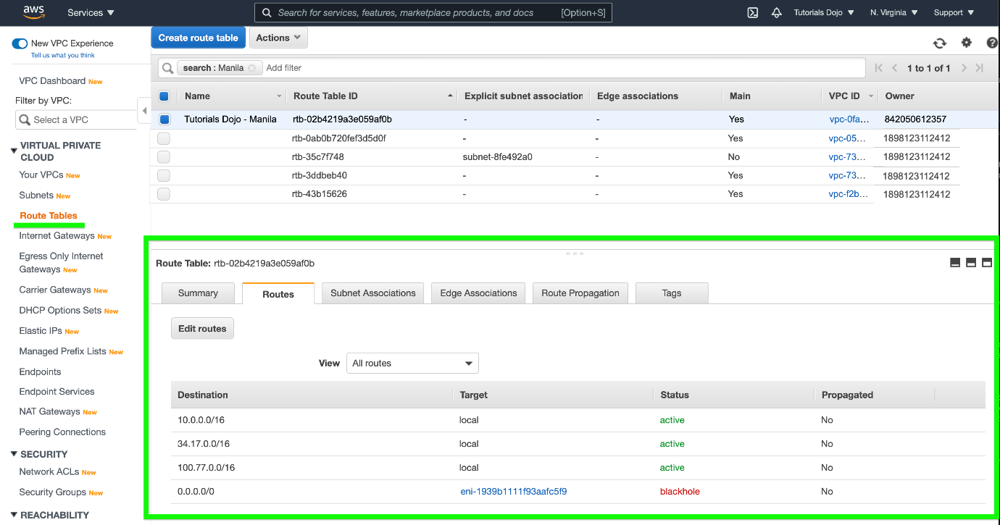 aws Services Search for services, features, marketplace products, and docs [Option+S] Tutorials Dojo N. Virginia Support
New VPC Experience
Tell us what you think
VPC Dashboard New
Filter by VPC:
Select a VPC
VIRTUAL PRIVATE
CLOUD
Your VPCs New
Subnets New
Route Tables
Internet Gateways New
Egress Only Internet
Gateways New
Carrier Gateways New
DHCP Options Sets New
Elastic IPs New
Managed Prefix Lists New
Endpoints
Endpoint Services
NAT Gateways New
Peering Connections
SECURITY
Network ACLs New
Security Groups New
REACHABILITY
Create route table Actions
search : Manila Add filter 1 to 1 of 1
Name Route Table ID Explicit subnet association Edge associations Main VPC ID Owner
Tutorials Dojo - Manila rtb-02b4219a3e059af0b - - Yes vpc-0fa... 842050612357
rtb-0ab0b720fef3d5d0f - - Yes vpc-05... 1898123112412
rtb-35c7f748 subnet-8fe492a0 - No vpc-73... 1898123112412
rtb-3ddbeb40 - - Yes vpc-73... 1898123112412
rtb-43b15626 - - Yes vpc-f2b... 1898123112412
Route Table: rtb-02b4219a3e059af0b
Summary Routes Subnet Associations Edge Associations Route Propagation Tags
Edit routes
View All routes
Destination Target Status Propagated
10.0.0.0/16 local active No
34.17.0.0/16 local active No
100.77.0.0/16 local active No
0.0.0.0/0 eni-1939b1111f93aafc5f9 blackhole No